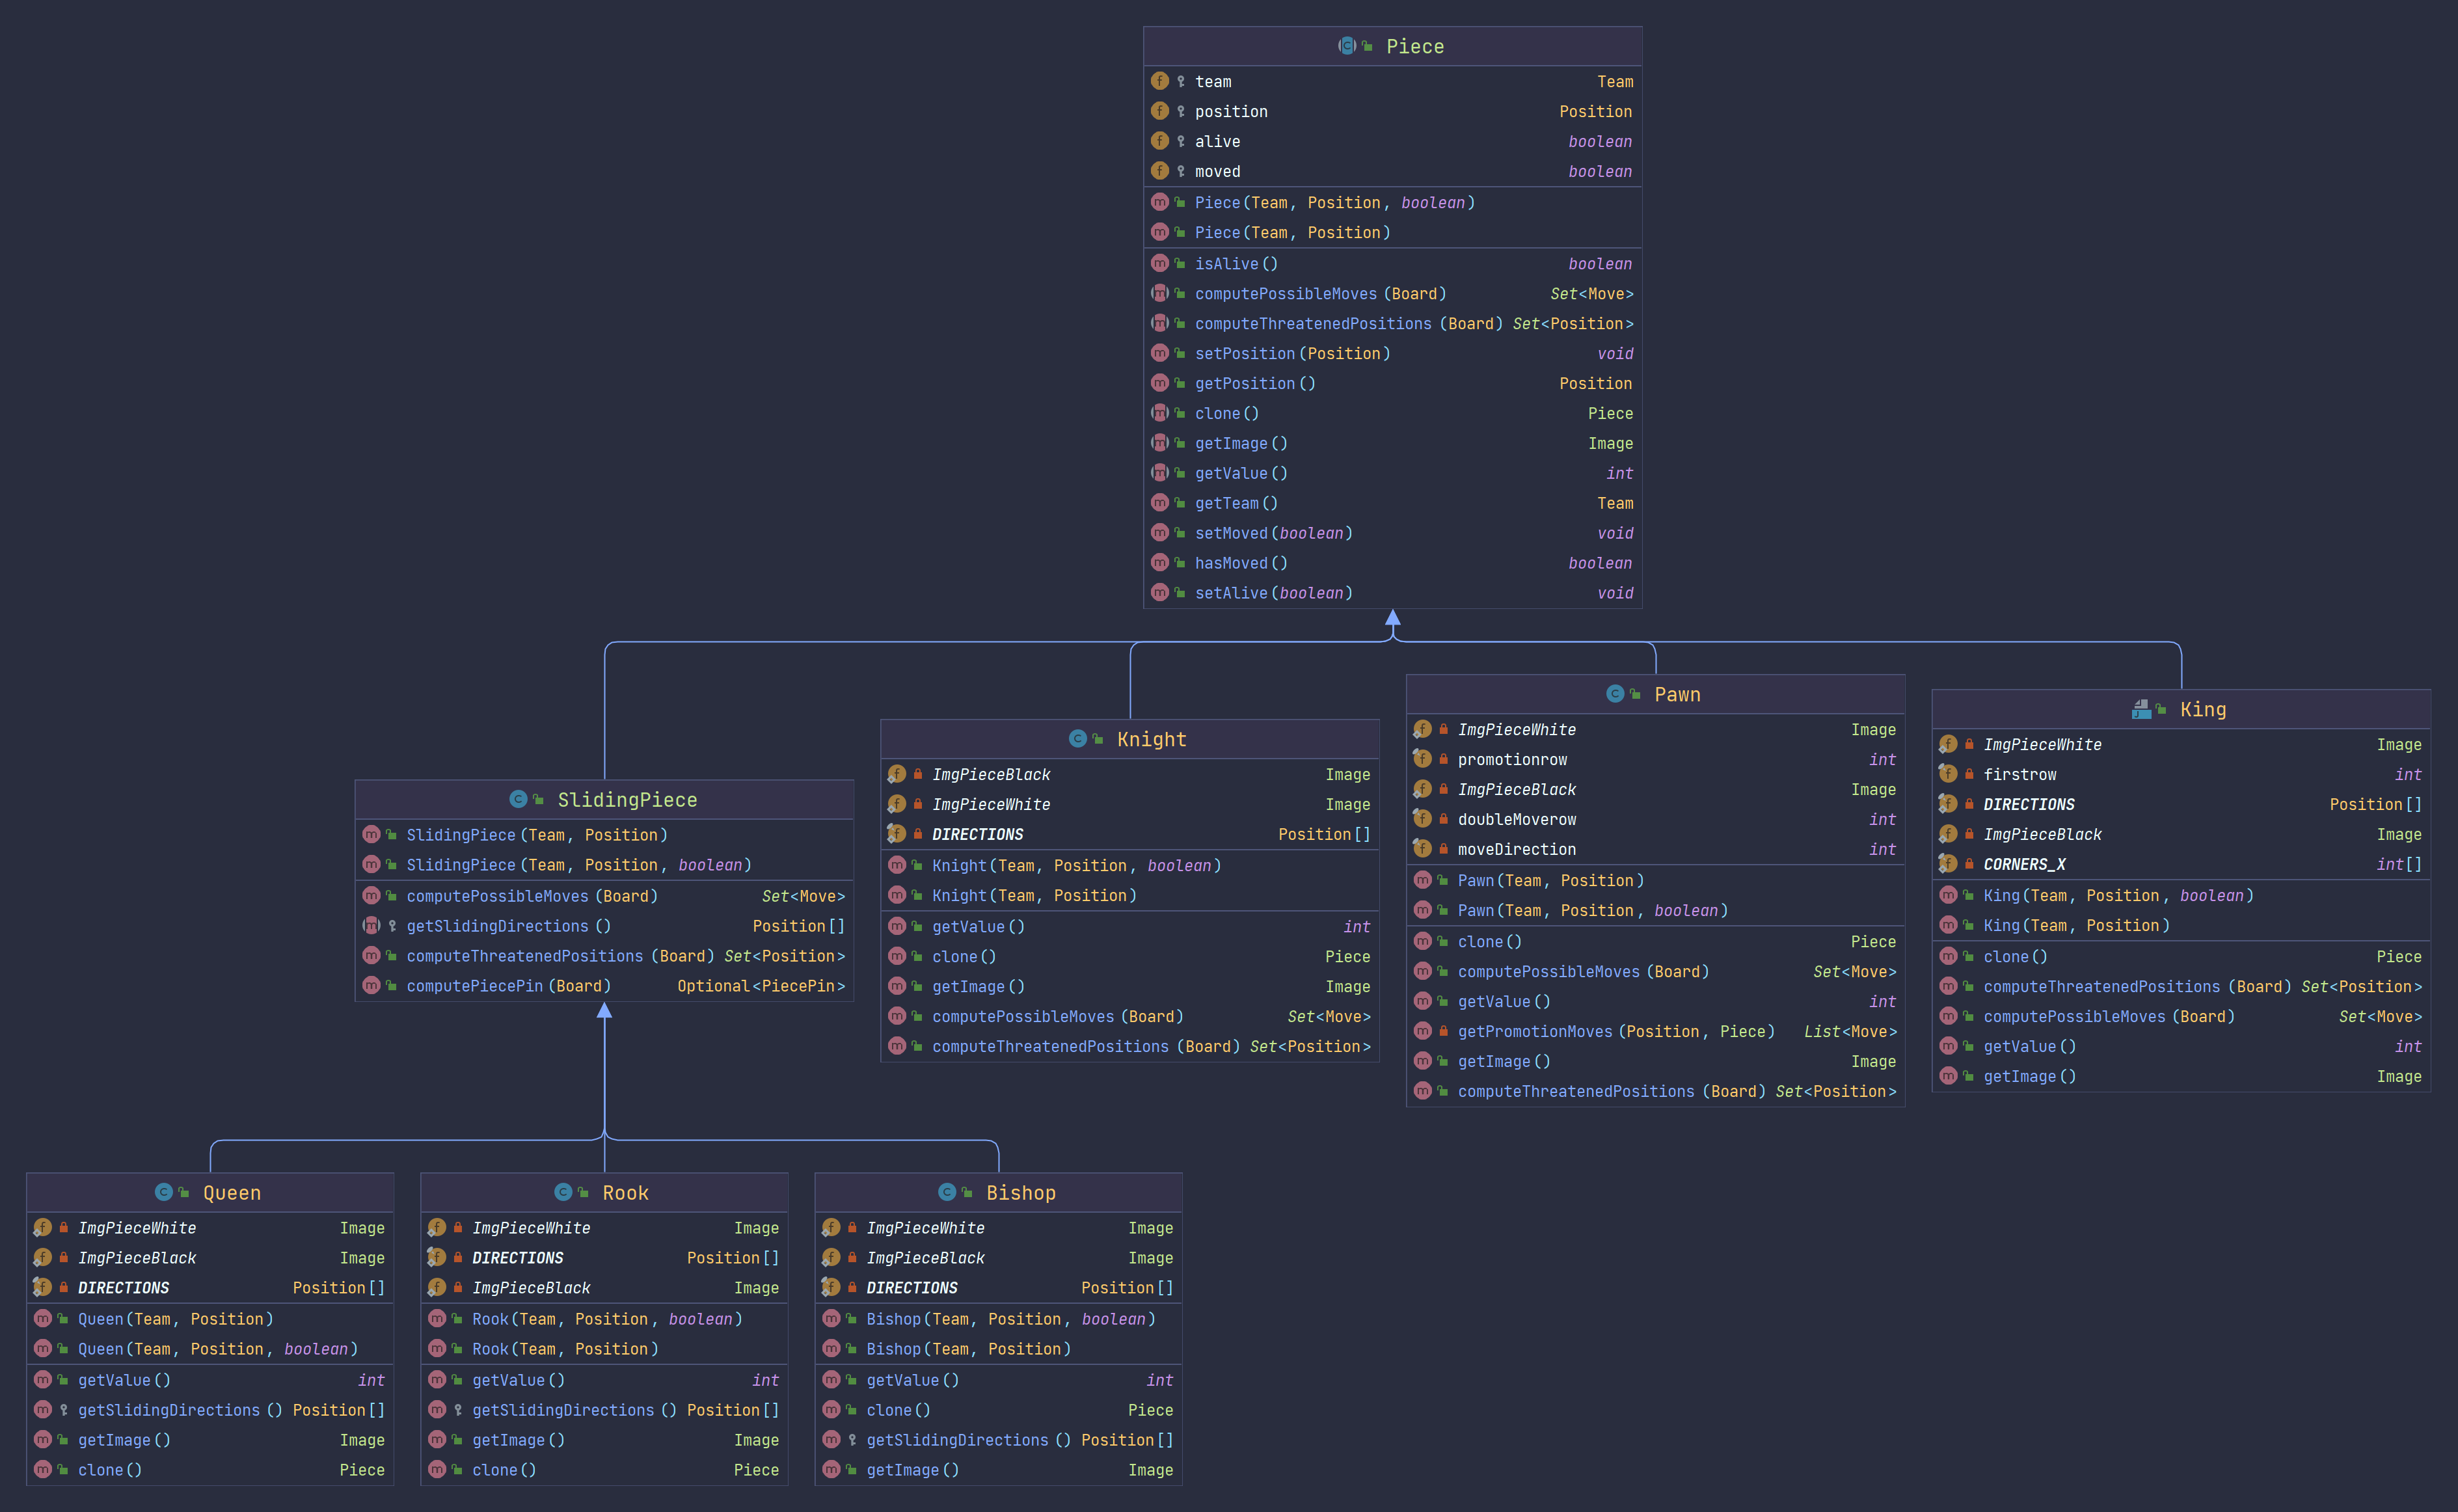 Piece
team Team
position Position
alive boolean
moved boolean
Piece(Team, Position, boolean)
Piece(Team, Position)
isAlive() boolean
computePossibleMoves(Board) Set<Move>
computeThreatenedPositions(Board) Set<Position>
setPosition(Position) void
getPosition() Position
clone() Piece
getImage() Image
getValue() int
getTeam() Team
setMoved(boolean) void
hasMoved() boolean
setAlive(boolean) void
SlidingPiece
SlidingPiece(Team, Position)
SlidingPiece(Team, Position, boolean)
computePossibleMoves(Board) Set<Move>
getSlidingDirections() Position[]
computeThreatenedPositions(Board) Set<Position>
computePiecePin(Board) Optional<PiecePin>
Knight
ImgPieceBlack Image
ImgPieceWhite Image
DIRECTIONS Position[]
Knight(Team, Position, boolean)
Knight(Team, Position)
getValue() int
clone() Piece
getImage() Image
computePossibleMoves(Board) Set<Move>
computeThreatenedPositions(Board) Set<Position>
Pawn
ImgPieceWhite Image
promotionrow int
ImgPieceBlack Image
doubleMoverow int
moveDirection int
Pawn(Team, Position)
Pawn(Team, Position, boolean)
clone() Piece
computePossibleMoves(Board) Set<Move>
getValue() int
getPromotionMoves(Position, Piece) List<Move>
getImage() Image
computeThreatenedPositions(Board) Set<Position>
King
ImgPieceWhite Image
firstrow int
DIRECTIONS Position[]
ImgPieceBlack Image
CORNERS_X int[]
King(Team, Position, boolean)
King(Team, Position)
clone() Piece
computeThreatenedPositions(Board) Set<Position>
computePossibleMoves(Board) Set<Move>
getValue() int
getImage() Image
Queen
ImgPieceWhite Image
ImgPieceBlack Image
DIRECTIONS Position[]
Queen(Team, Position)
Queen(Team, Position, boolean)
getValue() int
getSlidingDirections() Position[]
getImage() Image
clone() Piece
Rook
ImgPieceWhite Image
DIRECTIONS Position[]
ImgPieceBlack Image
Rook(Team, Position, boolean)
Rook(Team, Position)
getValue() int
getSlidingDirections() Position[]
getImage() Image
clone() Piece
Bishop
ImgPieceWhite Image
ImgPieceBlack Image
DIRECTIONS Position[]
Bishop(Team, Position, boolean)
Bishop(Team, Position)
getValue() int
clone() Piece
getSlidingDirections() Position[]
getImage() Image